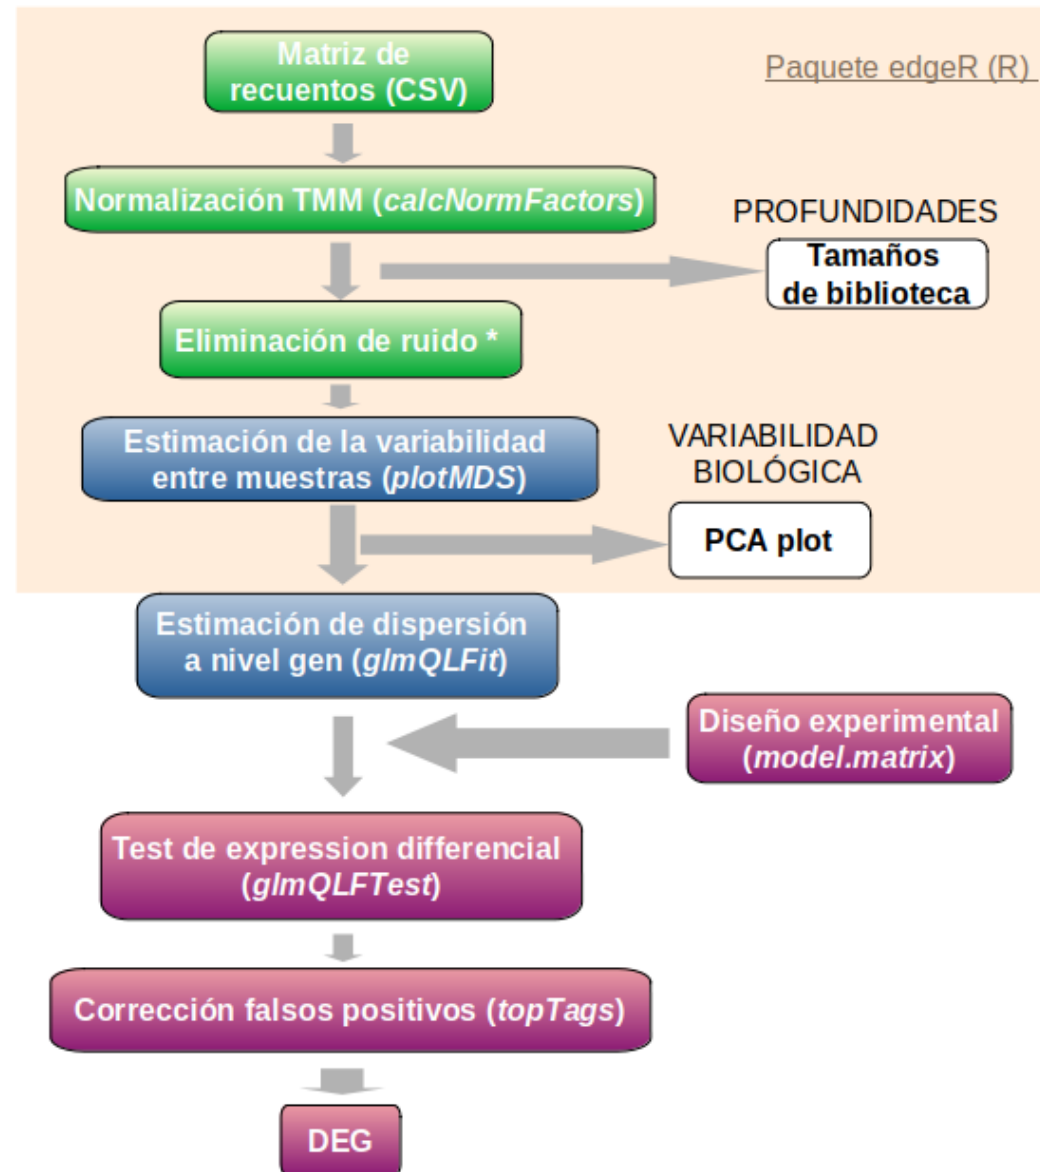 Matriz de
recuentos (CSV)
Paquete edgeR (R)
Normalización TMM (calcNormFactors)
PROFUNDIDADES
Tamaños
de biblioteca
Eliminación de ruido *
Estimación de la variabilidad
entre muestras (plotMDS)
VARIABILIDAD
BIOLÓGICA
PCA plot
Estimación de dispersión
a nivel gen (glmQLFit)
Diseño experimental
(model.matrix)
Test de expression differencial
(glmQLFTest)
Corrección falsos positivos (topTags)
DEG